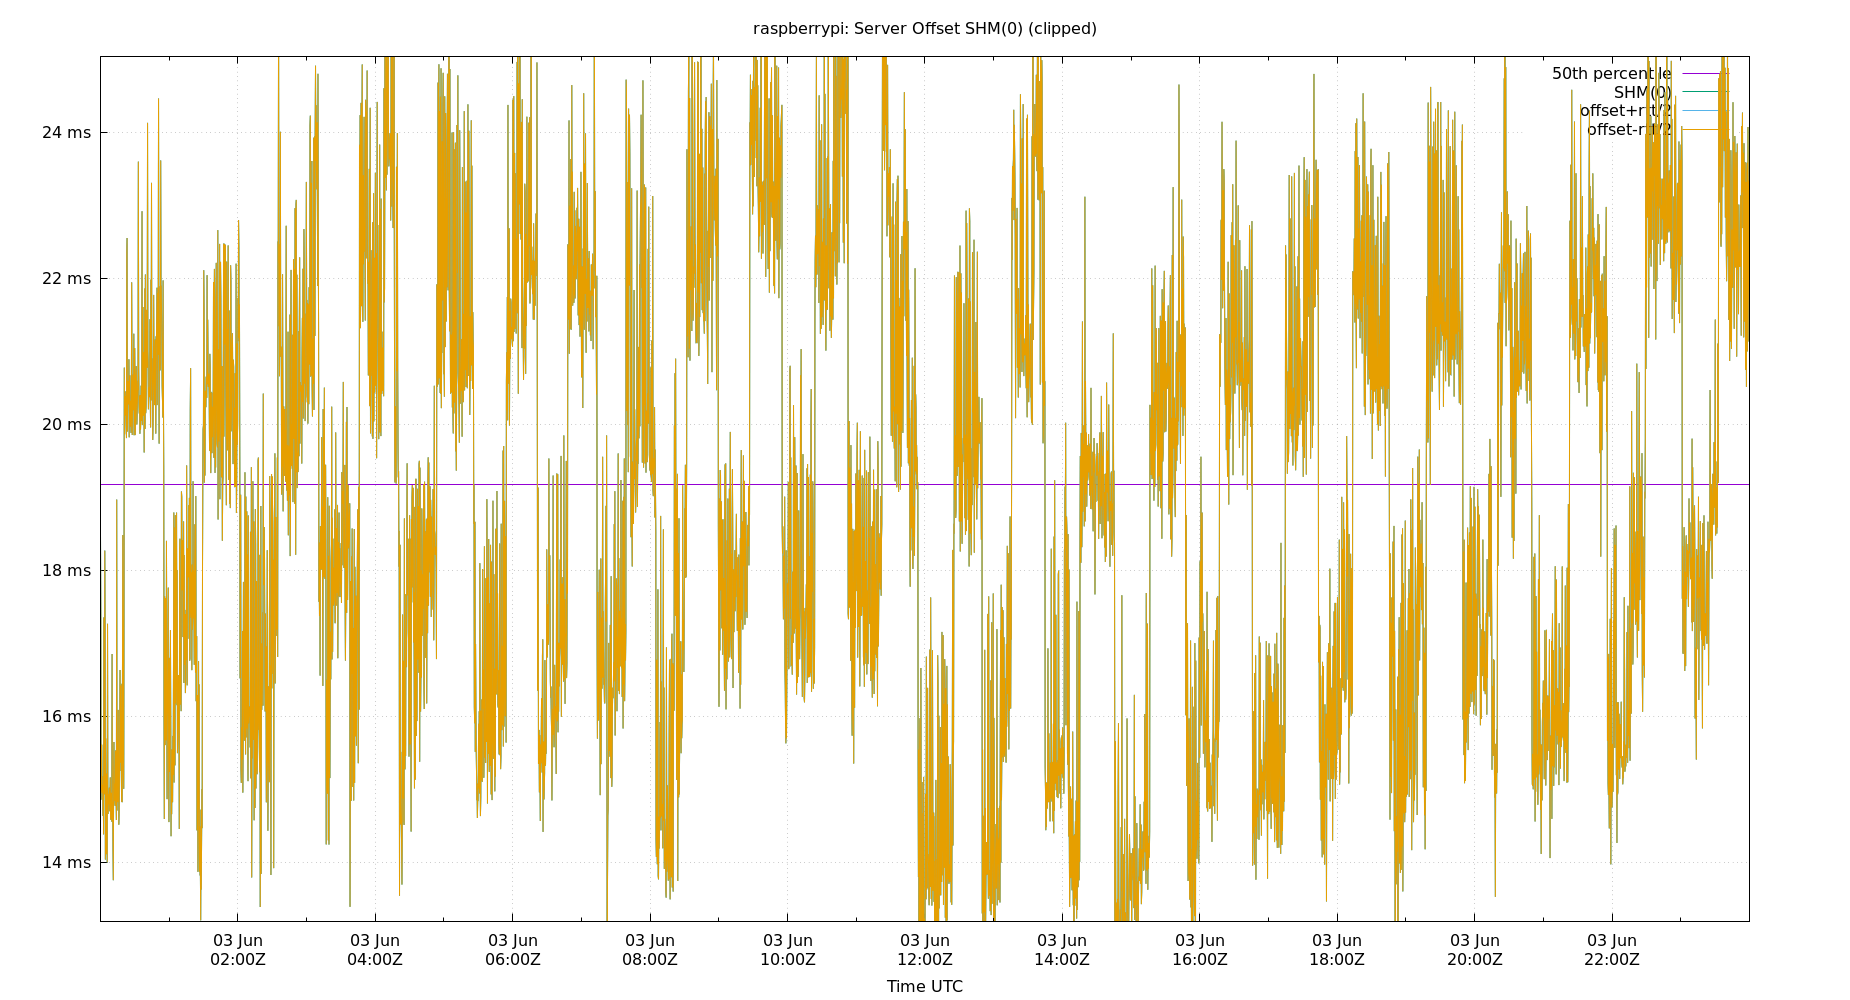 raspberrypi: Server Offset SHM(0) (clipped)
50th percentile
SHM(0)
offset+rtt/2
offset-rtt/2
24 ms
22 ms
20 ms
18 ms
16 ms
14 ms
03 Jun 03 Jun 03 Jun 03 Jun 03 Jun 03 Jun 03 Jun 03 Jun 03 Jun 03 Jun 03 Jun
02:00Z 04:00Z 06:00Z 08:00Z 10:00Z 12:00Z 14:00Z 16:00Z 18:00Z 20:00Z 22:00Z
Time UTC